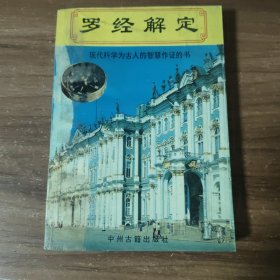 罗经解定
现代科学为古人的智慧作证的书
中州古籍出版社